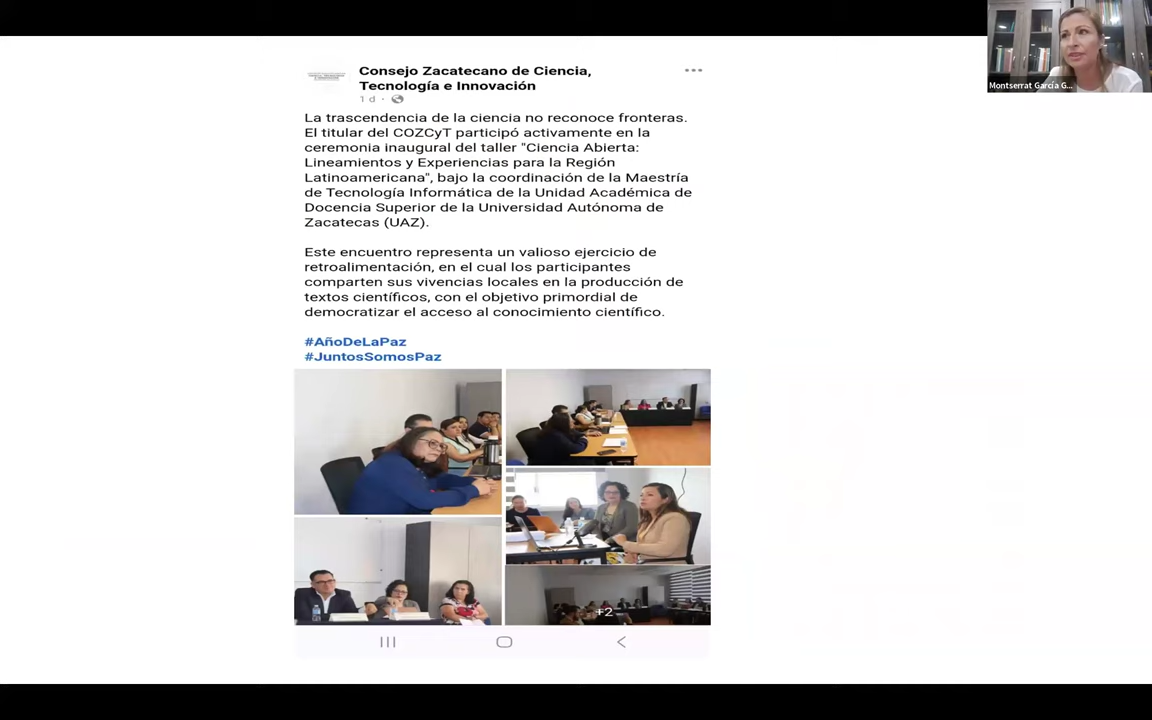 Montserrat García G...
Consejo Zacatecano de Ciencia,
Tecnología e Innovación
1 d ·
La trascendencia de la ciencia no reconoce fronteras.
El titular del COZCyT participó activamente en la
ceremonia inaugural del taller "Ciencia Abierta:
Lineamientos y Experiencias para la Región
Latinoamericana", bajo la coordinación de la Maestría
de Tecnología Informática de la Unidad Académica de
Docencia Superior de la Universidad Autónoma de
Zacatecas (UAZ).
Este encuentro representa un valioso ejercicio de
retroalimentación, en el cual los participantes
comparten sus vivencias locales en la producción de
textos científicos, con el objetivo primordial de
democratizar el acceso al conocimiento científico.
#AñoDeLaPaz
#JuntosSomosPaz
+2